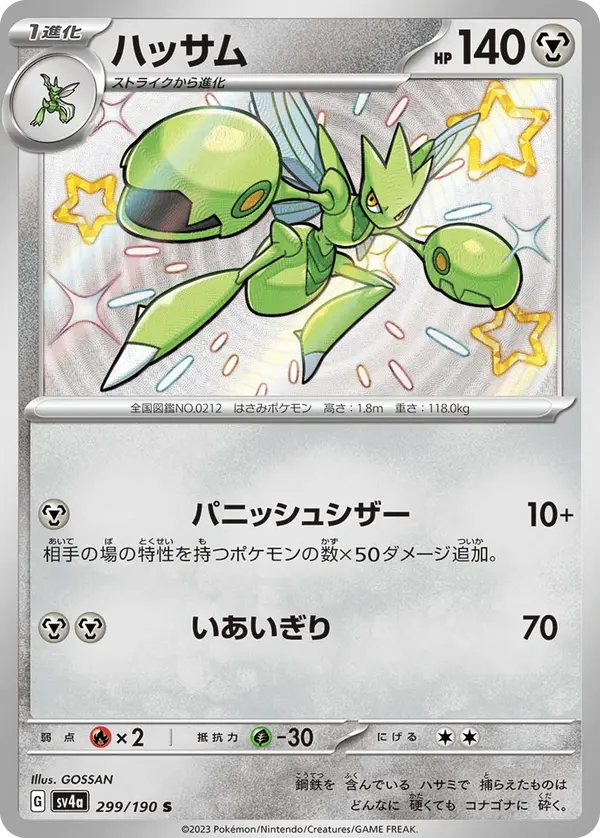 1進化
ハッサム
HP 140
ストライクから進化
全国図鑑NO.0212 はさみポケモン 高さ:1.8m 重さ:118.0kg
パニッシュシザー 10+
相手の場の特性を持つポケモンの数×50ダメージ追加。
いあいぎり 70
弱点 ×2 抵抗力 -30 にげる
Illus. GOSSAN
鋼鉄を 含んでいる ハサミで 捕らえたものは
どんなに 硬くても コナゴナに 砕く。
G sv4a 299/190 S
©2023 Pokémon/Nintendo/Creatures/GAME FREAK.